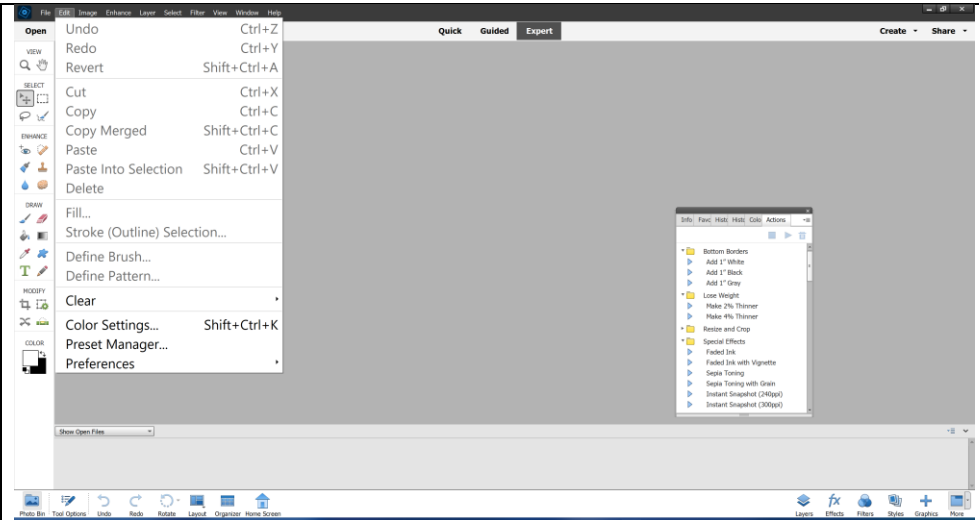 File Edit Image Enhance Layer Select Filter View Window Help
Open Quick Guided Expert Create Share
Undo Ctrl+Z
Redo Ctrl+Y
Revert Shift+Ctrl+A
Cut Ctrl+X
Copy Ctrl+C
Copy Merged Shift+Ctrl+C
Paste Ctrl+V
Paste Into Selection Shift+Ctrl+V
Delete
Fill...
Stroke (Outline) Selection...
Define Brush...
Define Pattern...
Clear
Color Settings... Shift+Ctrl+K
Preset Manager...
Preferences
VIEW
SELECT
ENHANCE
DRAW
T
MODIFY
COLOR
Info Favc Histc Histc Colo Actions
Bottom Borders
Add 1" White
Add 1" Black
Add 1" Gray
Lose Weight
Make 2% Thinner
Make 4% Thinner
Resize and Crop
Special Effects
Faded Ink
Faded Ink with Vignette
Sepia Toning
Sepia Toning with Grain
Instant Snapshot (240ppi)
Instant Snapshot (300ppi)
Show Open Files
Photo Bin Tool Options Undo Redo Rotate Layout Organizer Home Screen
fx
Layers Effects Filters Styles Graphics More